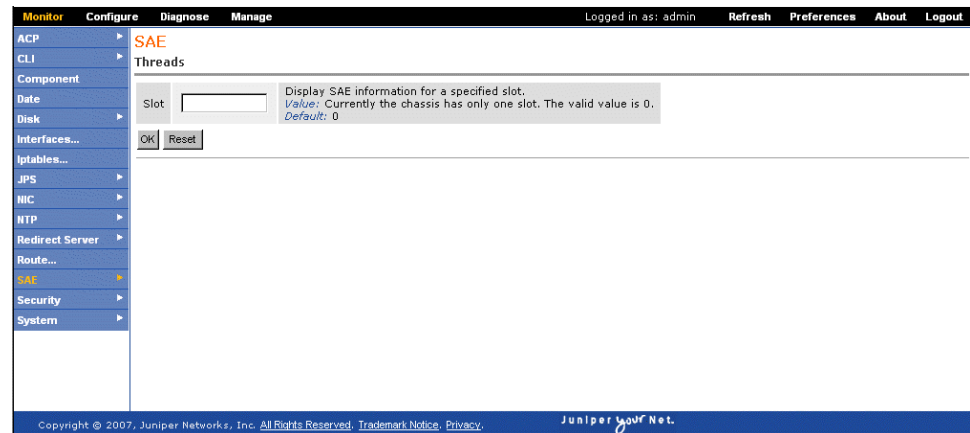 Monitor Configure Diagnose Manage Logged in as: admin Refresh Preferences About Logout
ACP
CLI
Component
Date
Disk
Interfaces...
Iptables...
JPS
NIC
NTP
Redirect Server
Route...
SAE
Security
System
SAE
Threads
Slot
Display SAE information for a specified slot.
Value: Currently the chassis has only one slot. The valid value is 0.
Default: 0
OK Reset
Copyright © 2007, Juniper Networks, Inc. All Rights Reserved. Trademark Notice. Privacy.
Juniper your Net.